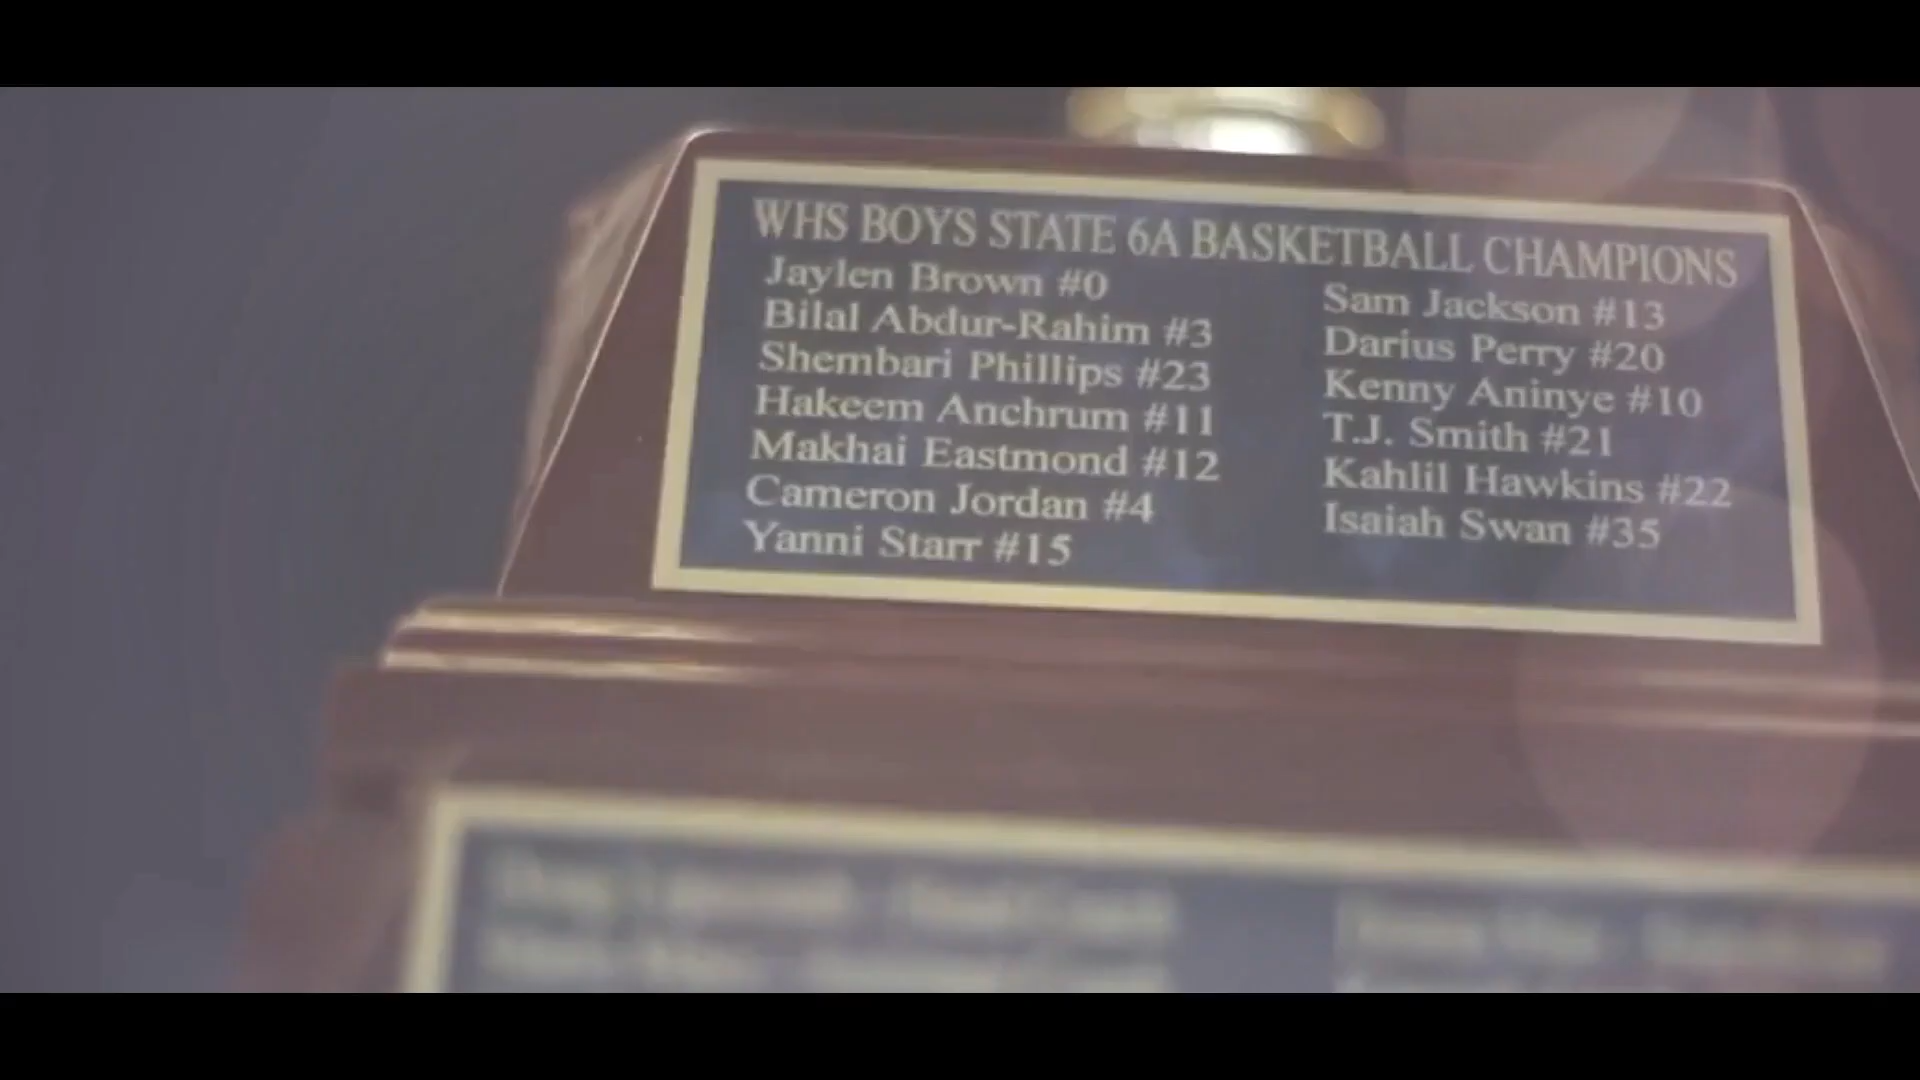 WHS BOYS STATE 6A BASKETBALL CHAMPIONS
Jaylen Brown #0
Bilal Abdur-Rahim #3
Shembari Phillips #23
Hakeem Anchrum #11
Makhai Eastmond #12
Cameron Jordan #4
Yanni Starr #15
Sam Jackson #13
Darius Perry #20
Kenny Aninye #10
T.J. Smith #21
Kahlil Hawkins #22
Isaiah Swan #35